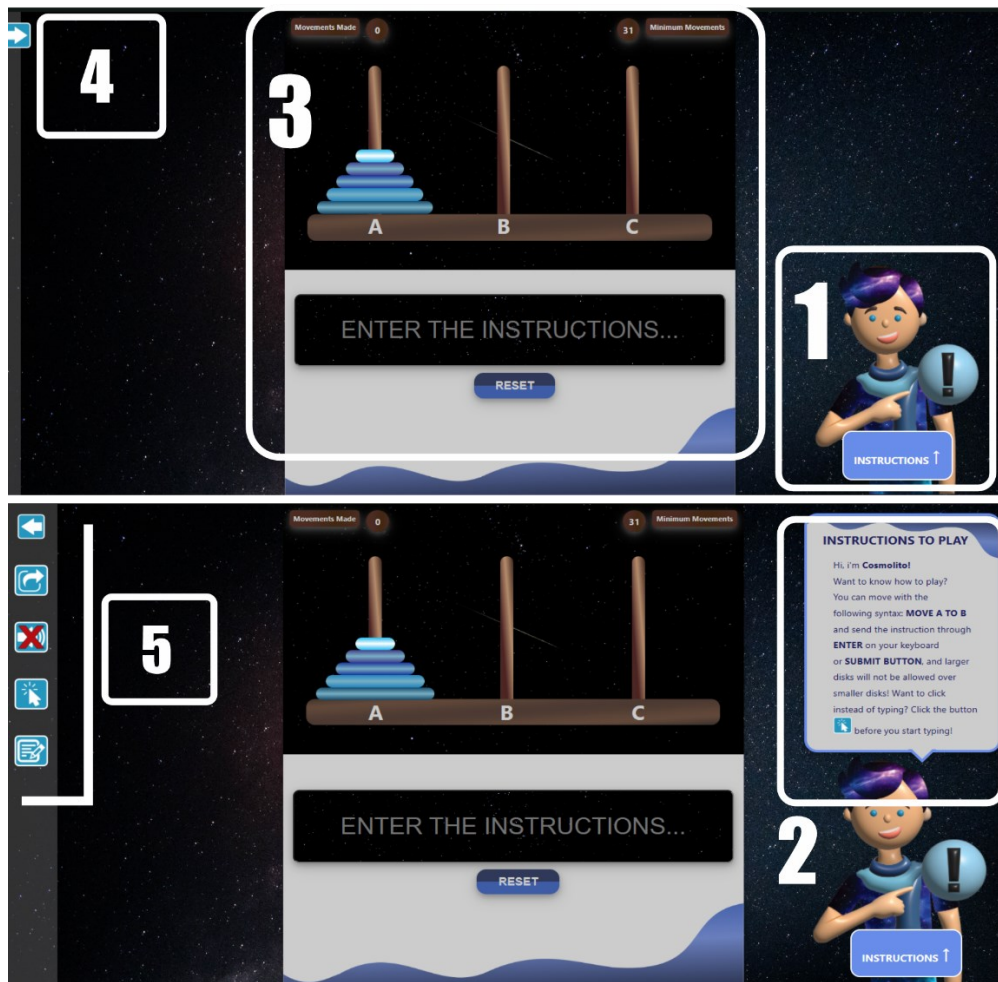 Movements Made 0 31 Minimum Movements
4
3
A B C
1
ENTER THE INSTRUCTIONS...
RESET
!
INSTRUCTIONS ↑
Movements Made 0 31 Minimum Movements
INSTRUCTIONS TO PLAY
Hi, i'm Cosmolito!
Want to know how to play?
You can move with the
following syntax: MOVE A TO B
and send the instruction through
ENTER on your keyboard
or SUBMIT BUTTON, and larger
disks will not be allowed over
smaller disks! Want to click
instead of typing? Click the button
before you start typing!
5
A B C
ENTER THE INSTRUCTIONS...
RESET
2
!
INSTRUCTIONS ↑